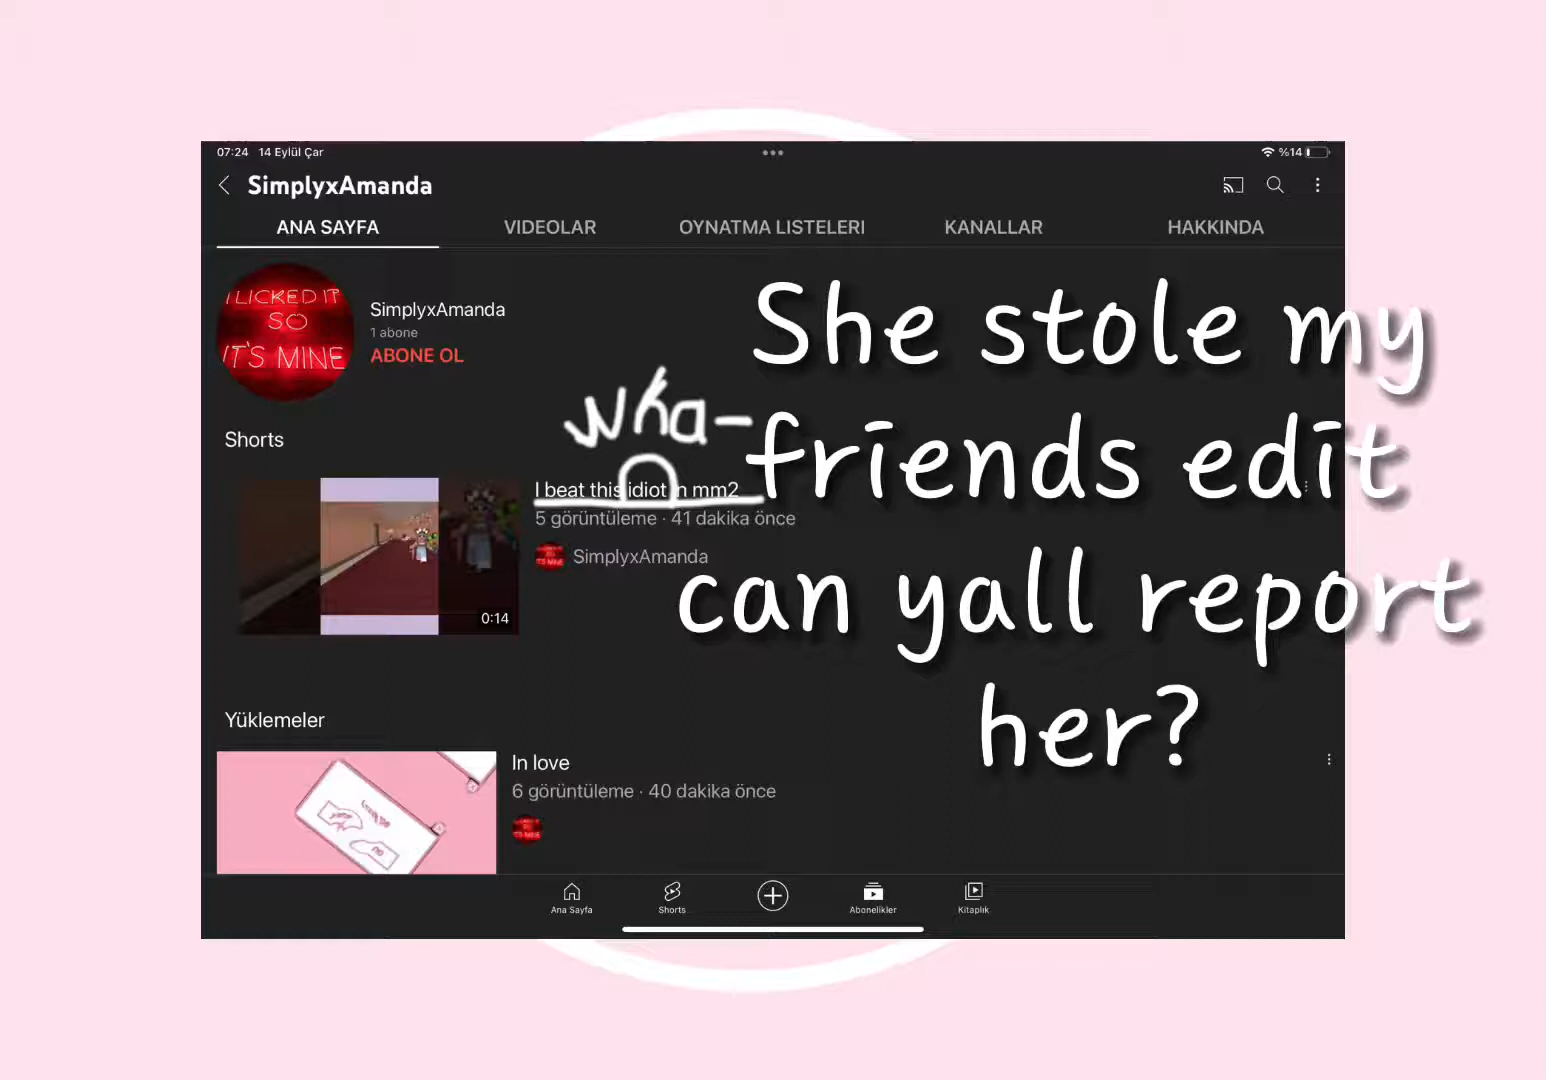 07:24 14 Eylül Çar
%14
SimplyxAmanda
ANA SAYFA
VIDEOLAR
OYNATMA LISTELERI
KANALLAR
HAKKINDA
I LICKED IT
SO
IT'S MINE
SimplyxAmanda
1 abone
ABONE OL
She stole my
friends edit
can yall report
her?
wha-
Shorts
I beat this idiot in mm2
5 görüntüleme · 41 dakika önce
SimplyxAmanda
0:14
Yüklemeler
In love
6 görüntüleme · 40 dakika önce
Ana Sayfa
Shorts
Abonelikler
Kitaplık